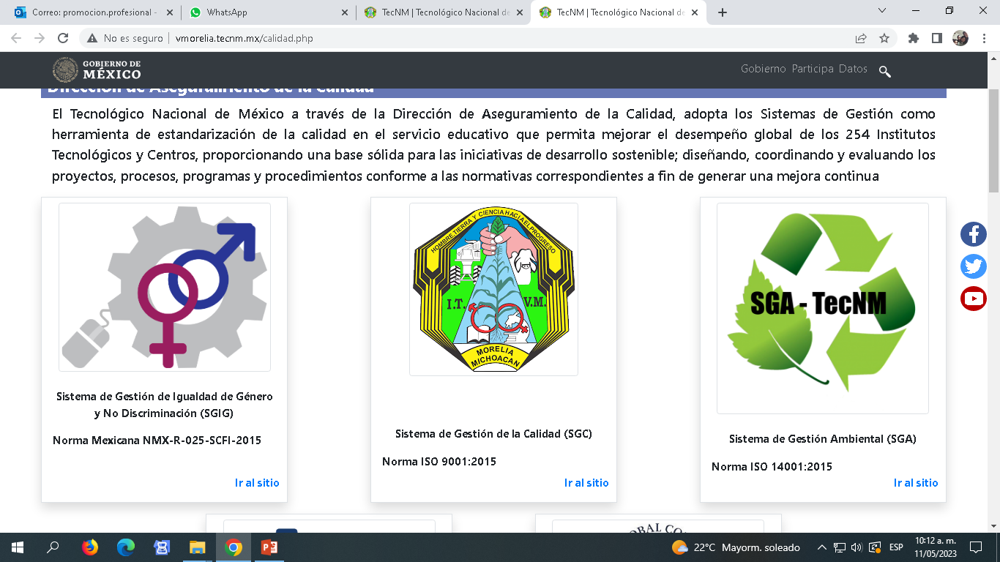 Correo: promocion.profesional -
WhatsApp
TecNM | Tecnológico Nacional de
TecNM | Tecnológico Nacional de
No es seguro
vmorelia.tecnm.mx/calidad.php
GOBIERNO DE
MÉXICO
Gobierno Participa Datos
Dirección de Aseguramiento de la Calidad
El Tecnológico Nacional de México a través de la Dirección de Aseguramiento de la Calidad, adopta los Sistemas de Gestión como
herramienta de estandarización de la calidad en el servicio educativo que permita mejorar el desempeño global de los 254 Institutos
Tecnológicos y Centros, proporcionando una base sólida para las iniciativas de desarrollo sostenible; diseñando, coordinando y evaluando los
proyectos, procesos, programas y procedimientos conforme a las normativas correspondientes a fin de generar una mejora continua
Sistema de Gestión de Igualdad de Género
y No Discriminación (SGIG)
Norma Mexicana NMX-R-025-SCFI-2015
Ir al sitio
HOMBRE TIERRA Y CIENCIA HACIA EL PROGRESO
I.T. V.M.
MORELIA
MICHOACAN
Sistema de Gestión de la Calidad (SGC)
Norma ISO 9001:2015
Ir al sitio
SGA - TecNM
Sistema de Gestión Ambiental (SGA)
Norma ISO 14001:2015
Ir al sitio
22°C Mayorm. soleado
ESP
10:12 a. m.
11/05/2023